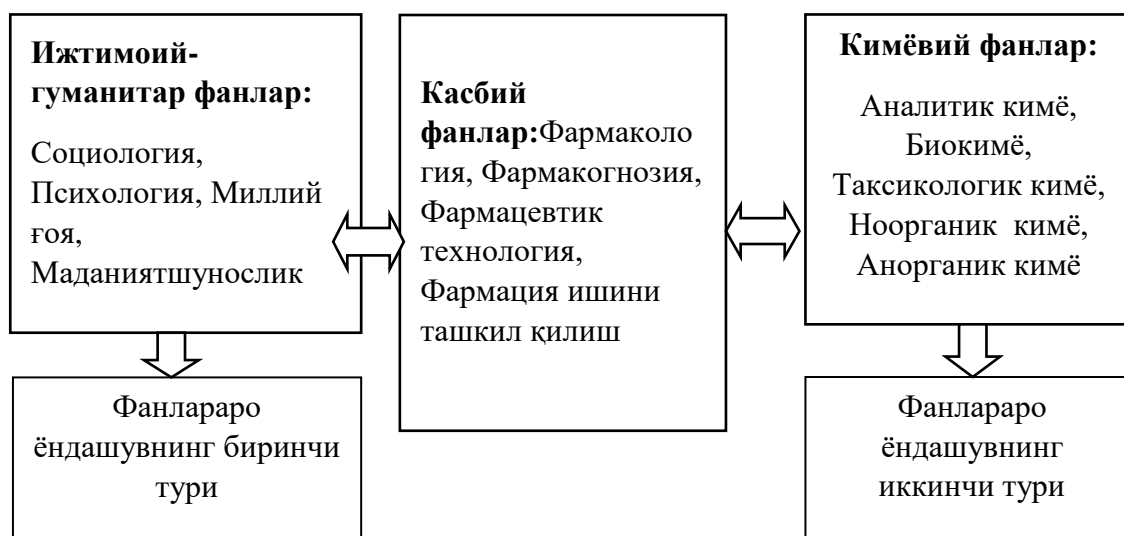 Ижтимоий-
гуманитар фанлар:
Социология,
Психология, Миллий
ғоя,
Маданиятшунослик
Касбий
фанлар:Фармаколо
гия, Фармакогнозия,
Фармацевтик
технология,
Фармация ишини
ташкил қилиш
Кимёвий фанлар:
Аналитик кимё,
Биокимё,
Таксикологик кимё,
Ноорганик кимё,
Анорганик кимё
Фанлараро
ёндашувнинг биринчи
тури
Фанлараро
ёндашувнинг
иккинчи тури